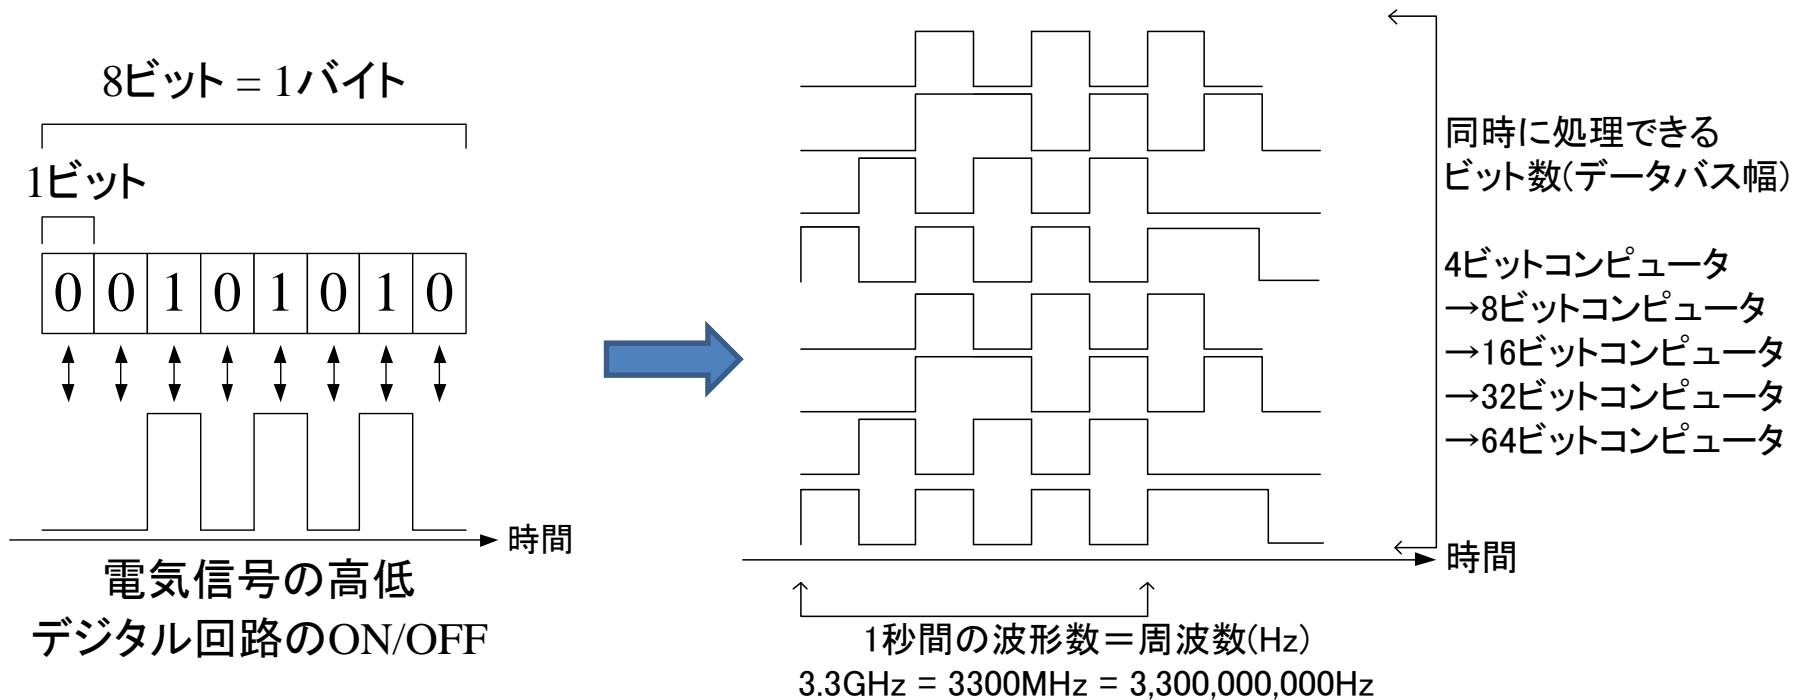 8ビット = 1バイト
1ビット
0 0 1 0 1 0 1 0
時間
電気信号の高低
デジタル回路のON/OFF
同時に処理できる
ビット数(データバス幅)
4ビットコンピュータ
→8ビットコンピュータ
→16ビットコンピュータ
→32ビットコンピュータ
→64ビットコンピュータ
時間
1秒間の波形数＝周波数(Hz)
3.3GHz = 3300MHz = 3,300,000,000Hz